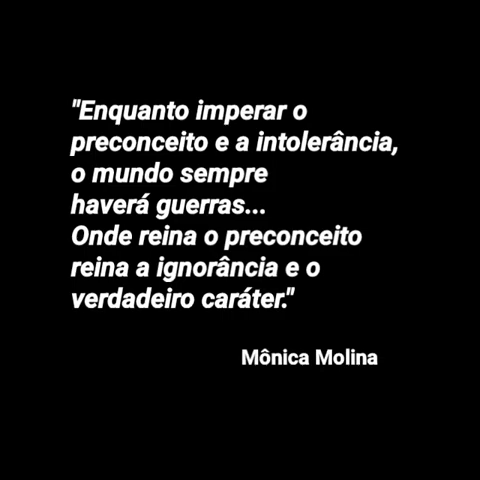 "Enquanto imperar o
preconceito e a intolerância,
o mundo sempre
haverá guerras...
Onde reina o preconceito
reina a ignorância e o
verdadeiro caráter."
Mônica Molina